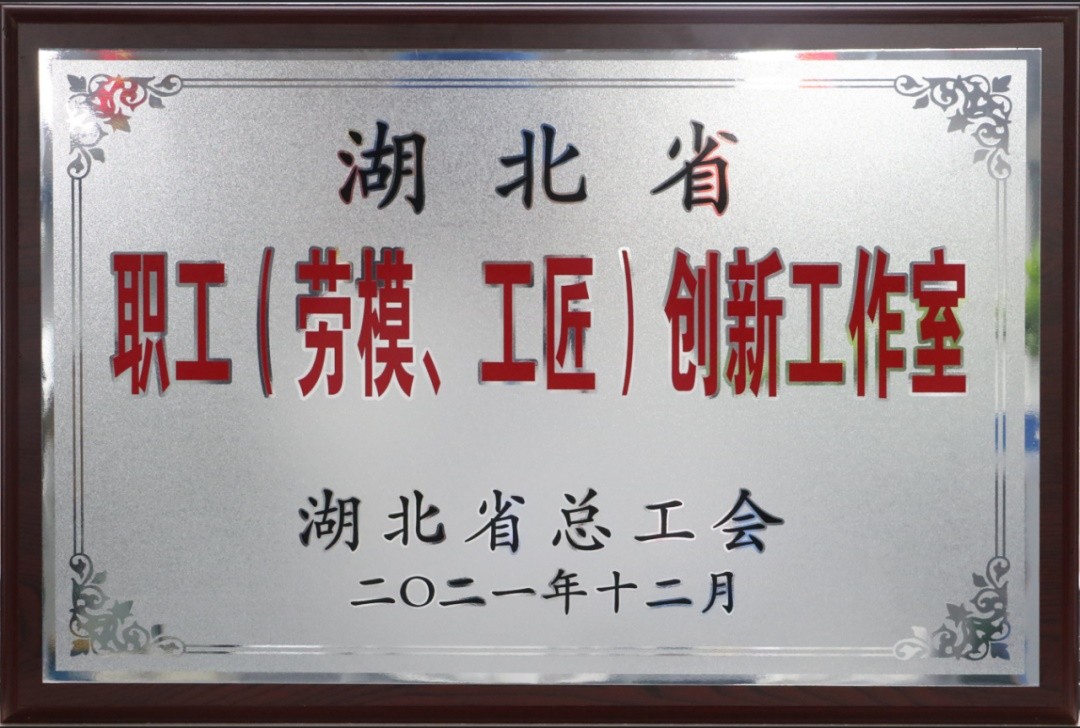 湖北省
职工（劳模、工匠）创新工作室
湖北省总工会
二〇二一年十二月